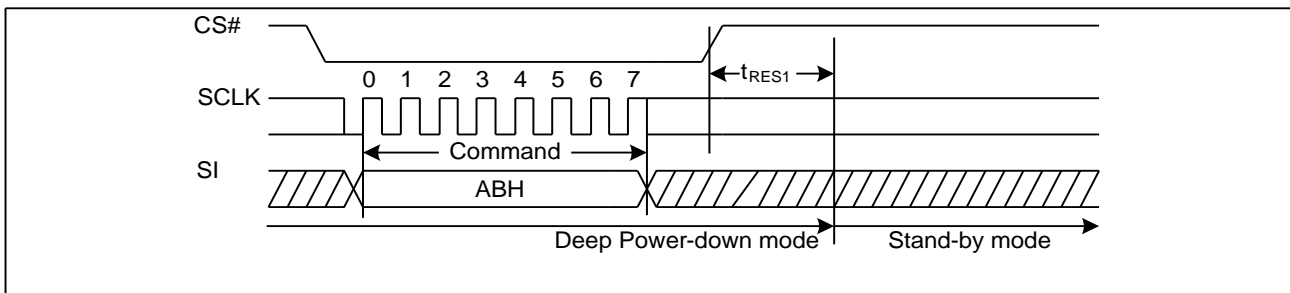 CS#
tRES1
0 1 2 3 4 5 6 7
SCLK
Command
SI
ABH
Deep Power-down mode Stand-by mode